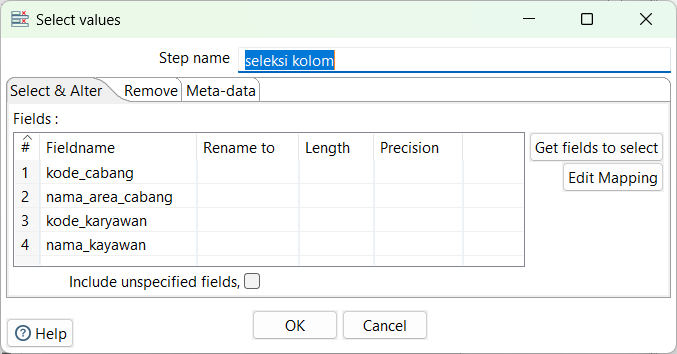 Select values
Step name seleksi kolom
Select & Alter Remove Meta-data
Fields :
# Fieldname Rename to Length Precision
1 kode_cabang
2 nama_area_cabang
3 kode_karyawan
4 nama_kayawan
Get fields to select
Edit Mapping
Include unspecified fields,
Help
OK
Cancel